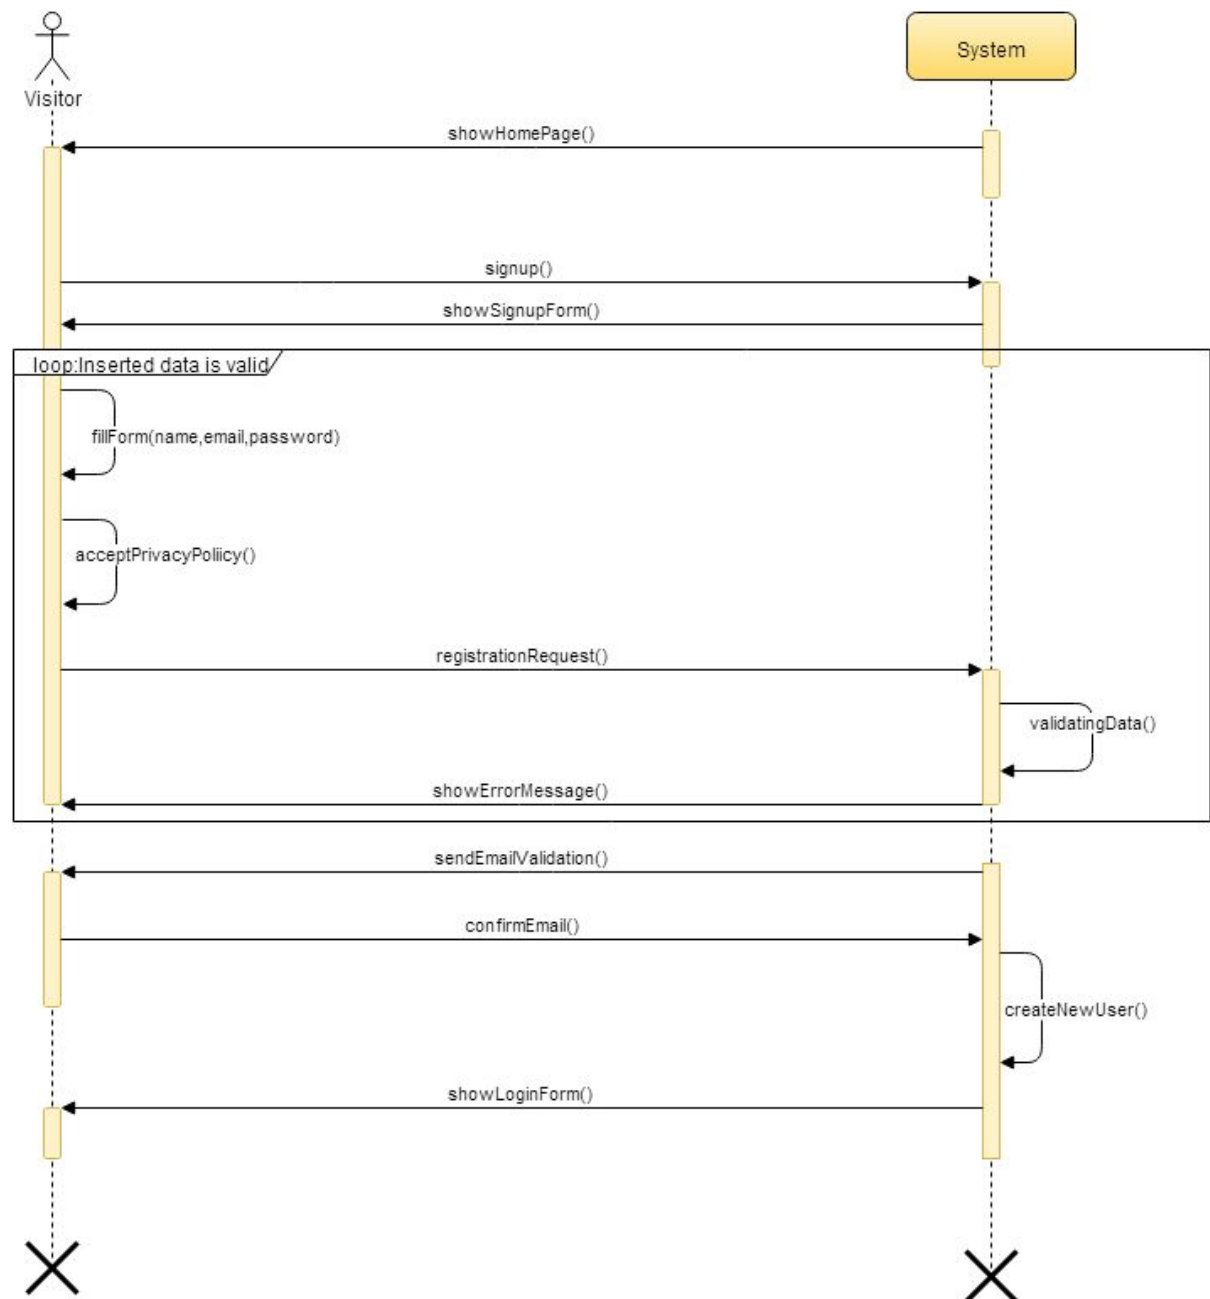 System
Visitor
showHomePage()
signup()
showSignupForm()
loop:Inserted data is valid
fillForm(name,email,password)
acceptPrivacyPoliicy()
registrationRequest()
validatingData()
showErrorMessage()
sendEmailValidation()
confirmEmail()
createNewUser()
showLoginForm()